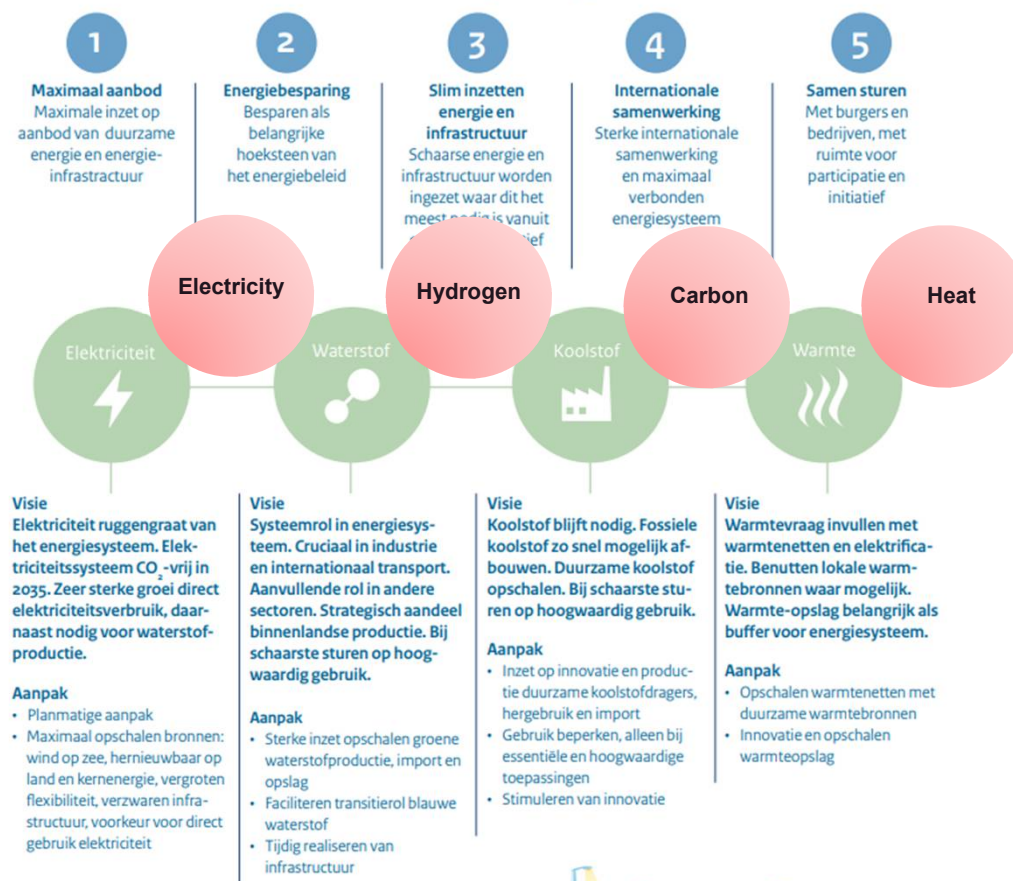 1
Maximaal aanbod
Maximale inzet op
aanbod van duurzame
energie en energie-
infrastractuur
2
Energiebesparing
Besparen als
belangrijke
hoeksteen van
het energiebeleid
3
Slim inzetten
energie en
infrastructuur
Schaarse energie en
infrastructuur worden
ingezet waar dit het
meest nodig is vanuit
4
Internationale
samenwerking
Sterke internationale
samenwerking
en maximaal
verbonden
energiesysteem
5
Samen sturen
Met burgers en
bedrijven, met
ruimte voor
participatie en
initiatief
Electricity
Hydrogen
Carbon
Heat
Elektriciteit
Waterstof
Koolstof
Warmte
Visie
Elektriciteit ruggengraat van
het energiesysteem. Elek-
triciteitssysteem CO₂-vrij in
2035. Zeer sterke groei direct
elektriciteitsverbruik, daar-
naast nodig voor waterstof-
productie.
Aanpak
• Planmatige aanpak
• Maximaal opschalen bronnen:
wind op zee, hernieuwbaar op
land en kernenergie, vergroten
flexibiliteit, verzwaren infra-
structuur, voorkeur voor direct
gebruik elektriciteit
Visie
Systeemrol in energiesys-
teem. Cruciaal in industrie
en internationaal transport.
Aanvullende rol in andere
sectoren. Strategisch aandeel
binnenlandse productie. Bij
schaarste sturen op hoog-
waardig gebruik.
Aanpak
• Sterke inzet opschalen groene
waterstofproductie, import en
opslag
• Faciliteren transitierol blauwe
waterstof
• Tijdig realiseren van
infrastructuur
Visie
Koolstof blijft nodig. Fossiele
koolstof zo snel mogelijk af-
bouwen. Duurzame koolstof
opschalen. Bij schaarste stu-
ren op hoogwaardig gebruik.
Aanpak
• Inzet op innovatie en produc-
tie duurzame koolstofdragers,
hergebruik en import
• Gebruik beperken, alleen bij
essentiële en hoogwaardige
toepassingen
• Stimuleren van innovatie
Visie
Warmtevraag invullen met
warmtenetten en elektrifica-
tie. Benutten lokale warm-
tebronnen waar mogelijk.
Warmte-opslag belangrijk als
buffer voor energiesysteem.
Aanpak
• Opschalen warmtenetten met
duurzame warmtebronnen
• Innovatie en opschalen
warmteopslag